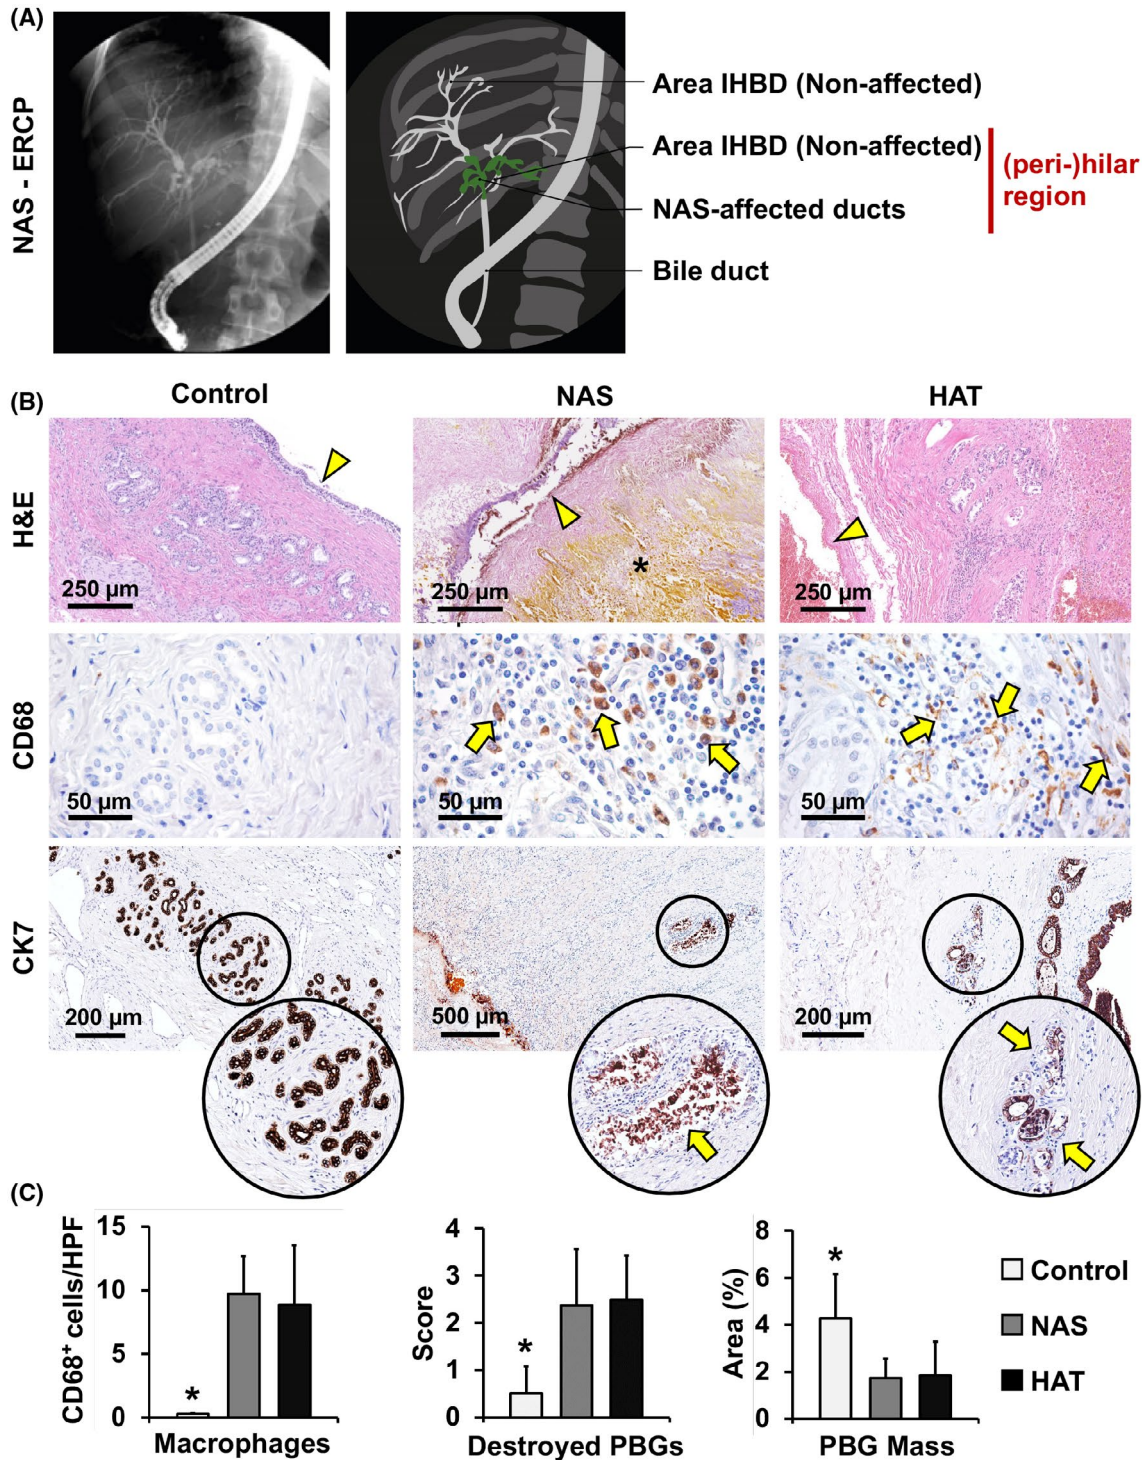 (A)
NAS - ERCP
Area IHBD (Non-affected)
Area IHBD (Non-affected)
NAS-affected ducts
Bile duct
(peri-)hilar
region
(B)
Control
NAS
HAT
H&E
250 µm
250 µm
*
250 µm
CD68
50 µm
50 µm
50 µm
CK7
200 µm
500 µm
200 µm
(C)
CD68⁺ cells/HPF
15
10
5
0
*
Macrophages
Score
4
3
2
1
0
*
Destroyed PBGs
Area (%)
8
6
4
2
0
*
PBG Mass
Control
NAS
HAT